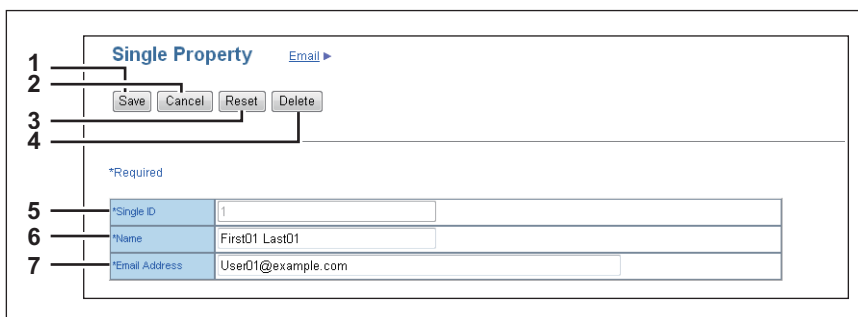 Single Property Email ►
1
2
Save Cancel Reset Delete
3
4
*Required
5 *Single ID 1
6 *Name First01 Last01
7 *Email Address User01@example.com